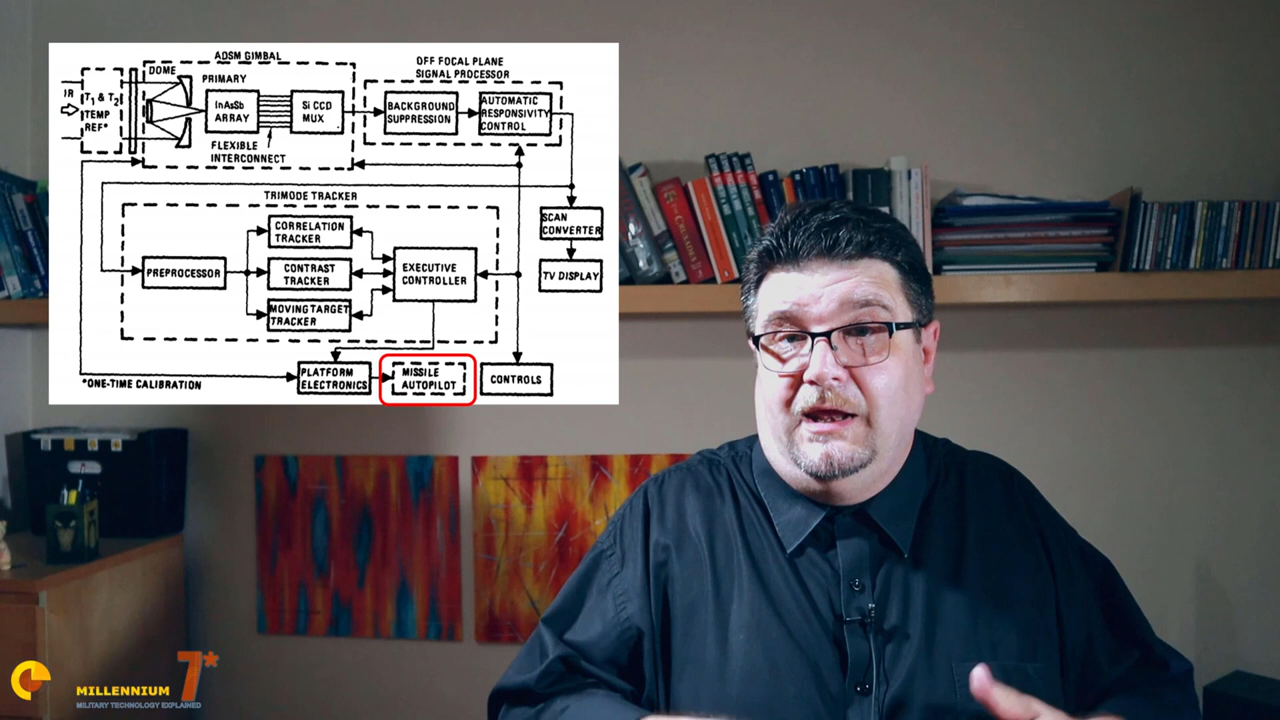 ADSM GIMBAL
DOME
PRIMARY
IR
T₁ & T₂
TEMP
REF*
InAsSb
ARRAY
Si CCD
MUX
FLEXIBLE
INTERCONNECT
OFF FOCAL PLANE
SIGNAL PROCESSOR
BACKGROUND
SUPPRESSION
AUTOMATIC
RESPONSIVITY
CONTROL
TRIMODE TRACKER
PREPROCESSOR
CORRELATION
TRACKER
CONTRAST
TRACKER
MOVING TARGET
TRACKER
EXECUTIVE
CONTROLLER
SCAN
CONVERTER
TV DISPLAY
*ONE-TIME CALIBRATION
PLATFORM
ELECTRONICS
MISSILE
AUTOPILOT
CONTROLS
CRUSADES
MILLENNIUM 7*
MILITARY TECHNOLOGY EXPLAINED